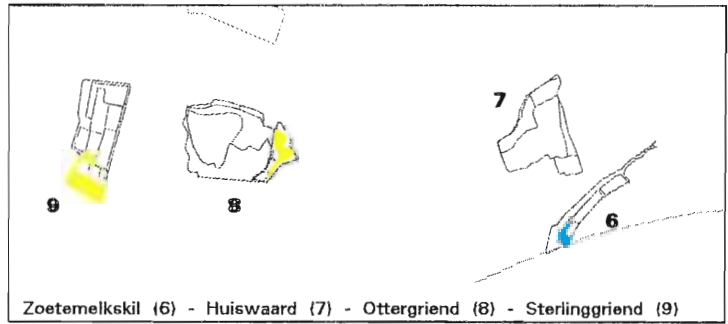 7
9
8
6
Zoetemelkskil (6) - Huiswaard (7) - Ottergriend (8) - Sterlinggriend (9)